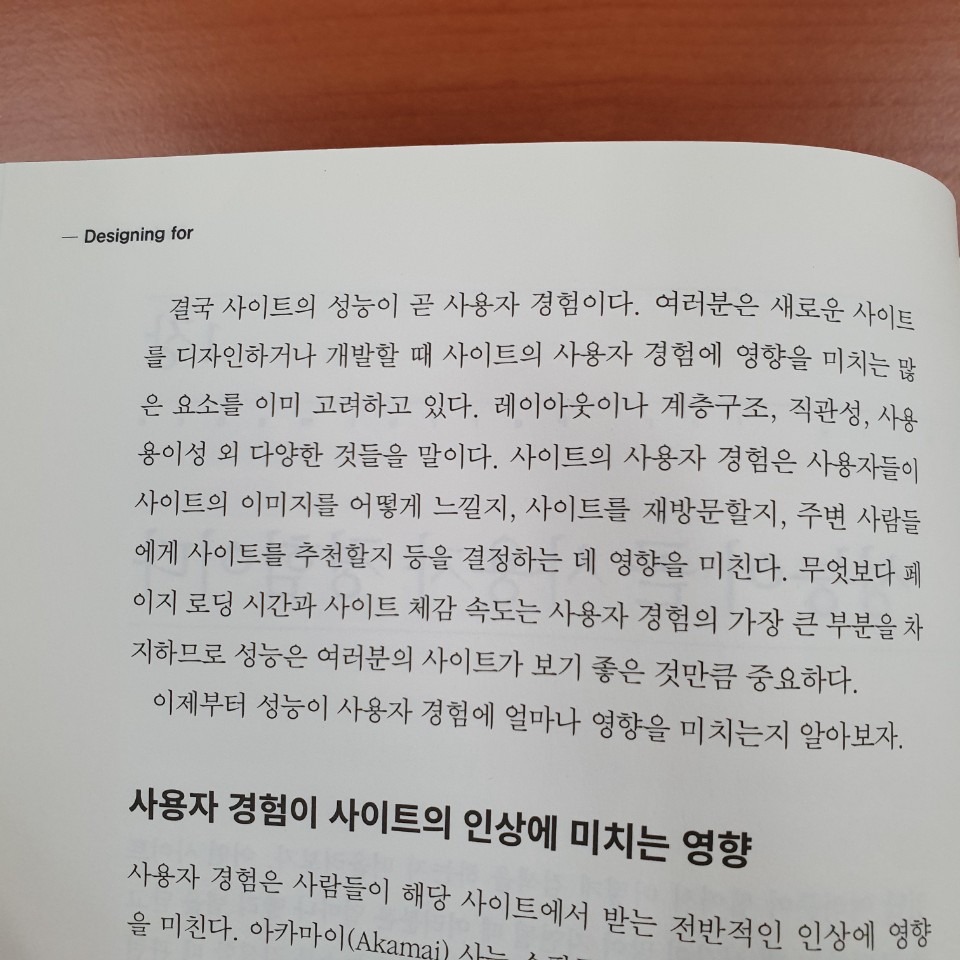 — Designing for
결국 사이트의 성능이 곧 사용자 경험이다. 여러분은 새로운 사이트
를 디자인하거나 개발할 때 사이트의 사용자 경험에 영향을 미치는 많
은 요소를 이미 고려하고 있다. 레이아웃이나 계층구조, 직관성, 사용
용이성 외 다양한 것들을 말이다. 사이트의 사용자 경험은 사용자들이
사이트의 이미지를 어떻게 느낄지, 사이트를 재방문할지, 주변 사람들
에게 사이트를 추천할지 등을 결정하는 데 영향을 미친다. 무엇보다 페
이지 로딩 시간과 사이트 체감 속도는 사용자 경험의 가장 큰 부분을 차
지하므로 성능은 여러분의 사이트가 보기 좋은 것만큼 중요하다.
이제부터 성능이 사용자 경험에 얼마나 영향을 미치는지 알아보자.
사용자 경험이 사이트의 인상에 미치는 영향
사용자 경험은 사람들이 해당 사이트에서 받는 전반적인 인상에 영향
을 미친다. 아카마이(Akamai) 사는